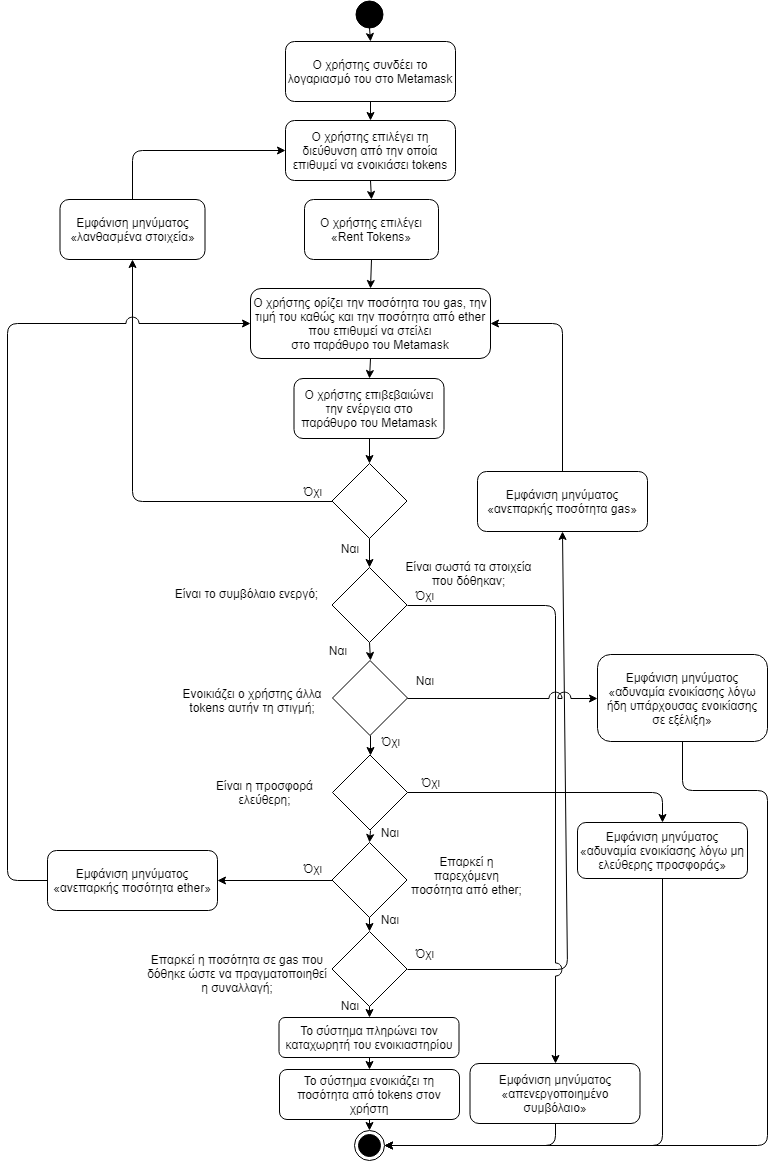 Ο χρήστης συνδέει το
λογαριασμό του στο Metamask
Ο χρήστης επιλέγει τη
διεύθυνση από την οποία
επιθυμεί να ενοικιάσει tokens
Εμφάνιση μηνύματος
«λανθασμένα στοιχεία»
Ο χρήστης επιλέγει
«Rent Tokens»
Ο χρήστης ορίζει την ποσότητα του gas, την
τιμή του καθώς και την ποσότητα από ether
που επιθυμεί να στείλει
στο παράθυρο του Metamask
Ο χρήστης επιβεβαιώνει
την ενέργεια στο
παράθυρο του Metamask
Όχι
Εμφάνιση μηνύματος
«ανεπαρκής ποσότητα gas»
Ναι
Είναι σωστά τα στοιχεία
που δόθηκαν;
Είναι το συμβόλαιο ενεργό;
Όχι
Ναι
Ενοικιάζει ο χρήστης άλλα
tokens αυτήν τη στιγμή;
Ναι
Εμφάνιση μηνύματος
«αδυναμία ενοικίασης λόγω
ήδη υπάρχουσας ενοικίασης
σε εξέλιξη»
Όχι
Είναι η προσφορά
ελεύθερη;
Όχι
Ναι
Εμφάνιση μηνύματος
«αδυναμία ενοικίασης λόγω μη
ελεύθερης προσφοράς»
Εμφάνιση μηνύματος
«ανεπαρκής ποσότητα ether»
Όχι
Επαρκεί η
παρεχόμενη
ποσότητα από ether;
Ναι
Επαρκεί η ποσότητα σε gas που
δόθηκε ώστε να πραγματοποιηθεί
η συναλλαγή;
Όχι
Ναι
Το σύστημα πληρώνει τον
καταχωρητή του ενοικιαστηρίου
Το σύστημα ενοικιάζει τη
ποσότητα από tokens στον
χρήστη
Εμφάνιση μηνύματος
«απενεργοποιημένο
συμβόλαιο»